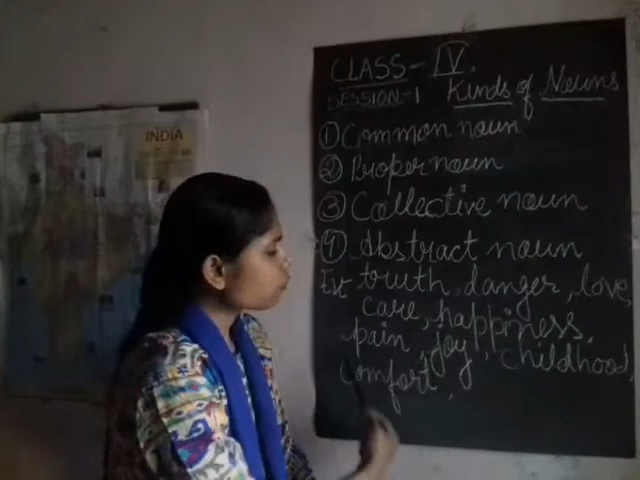 INDIA
CLASS-IV.
SESSION-1 Kinds of Nouns
① Common noun
② Proper noun
③ Collective noun
④ Abstract noun
Ex truth, danger, love,
care, happiness,
pain, joy, childhood,
comfort,